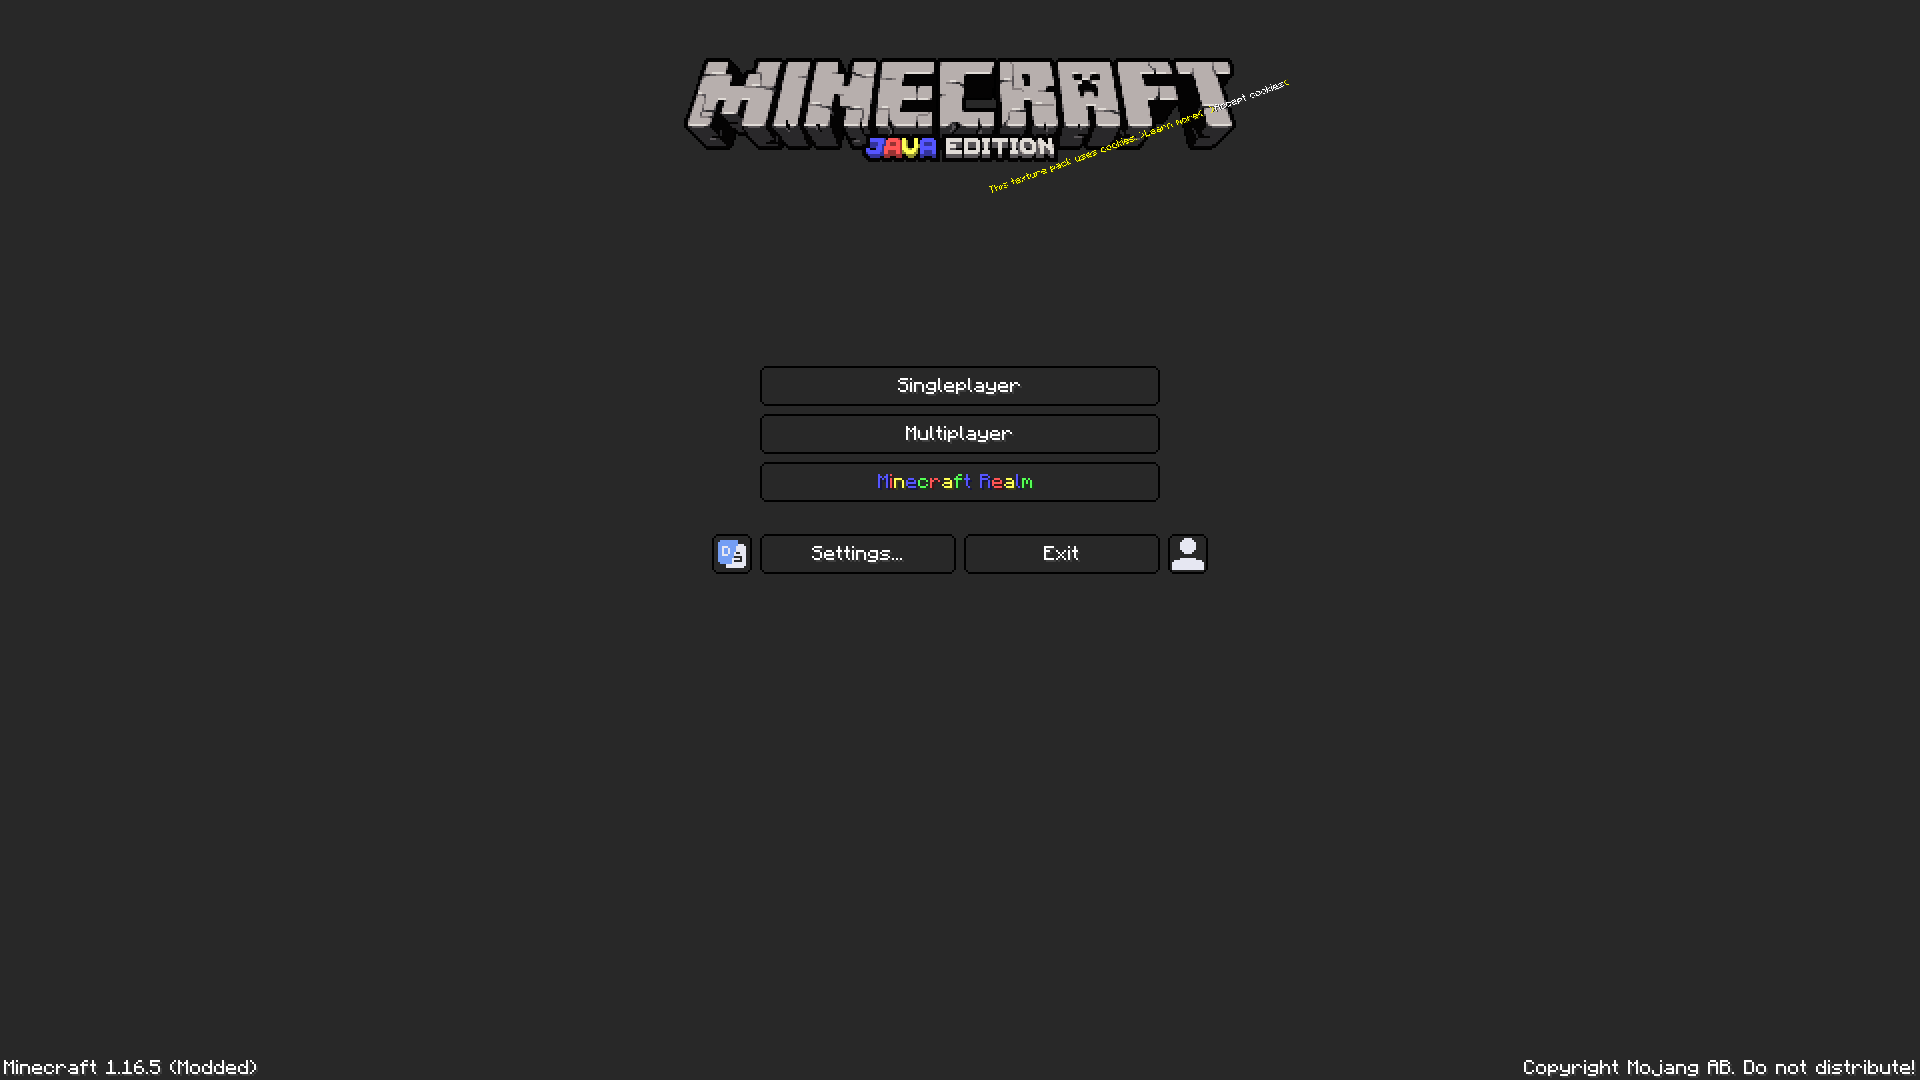 MINECRAFT
JAVA EDITION
This texture pack uses cookies. >Learn more< >Accept cookies<
Singleplayer
Multiplayer
Minecraft Realm
Settings...
Exit
Minecraft 1.16.5 (Modded)
Copyright Mojang AB. Do not distribute!